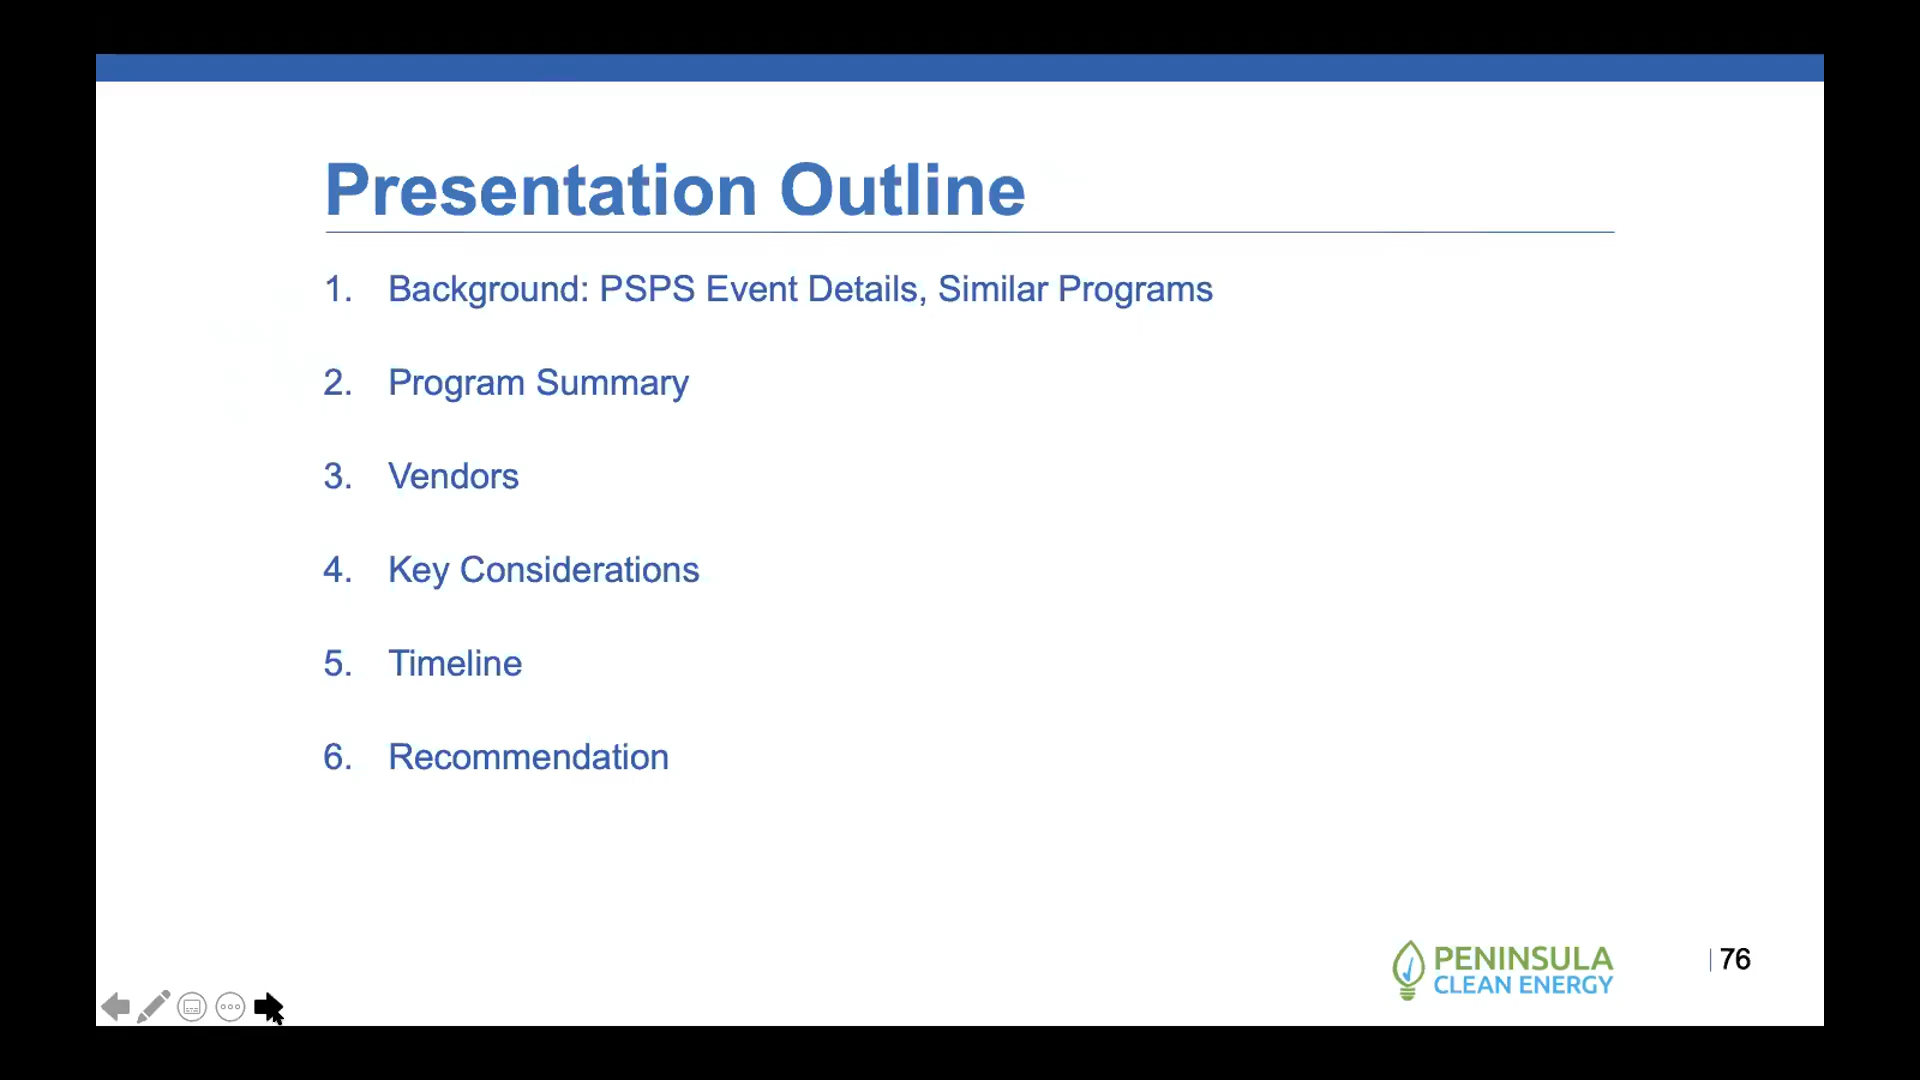 Presentation Outline
1. Background: PSPS Event Details, Similar Programs
2. Program Summary
3. Vendors
4. Key Considerations
5. Timeline
6. Recommendation
PENINSULA
CLEAN ENERGY
76